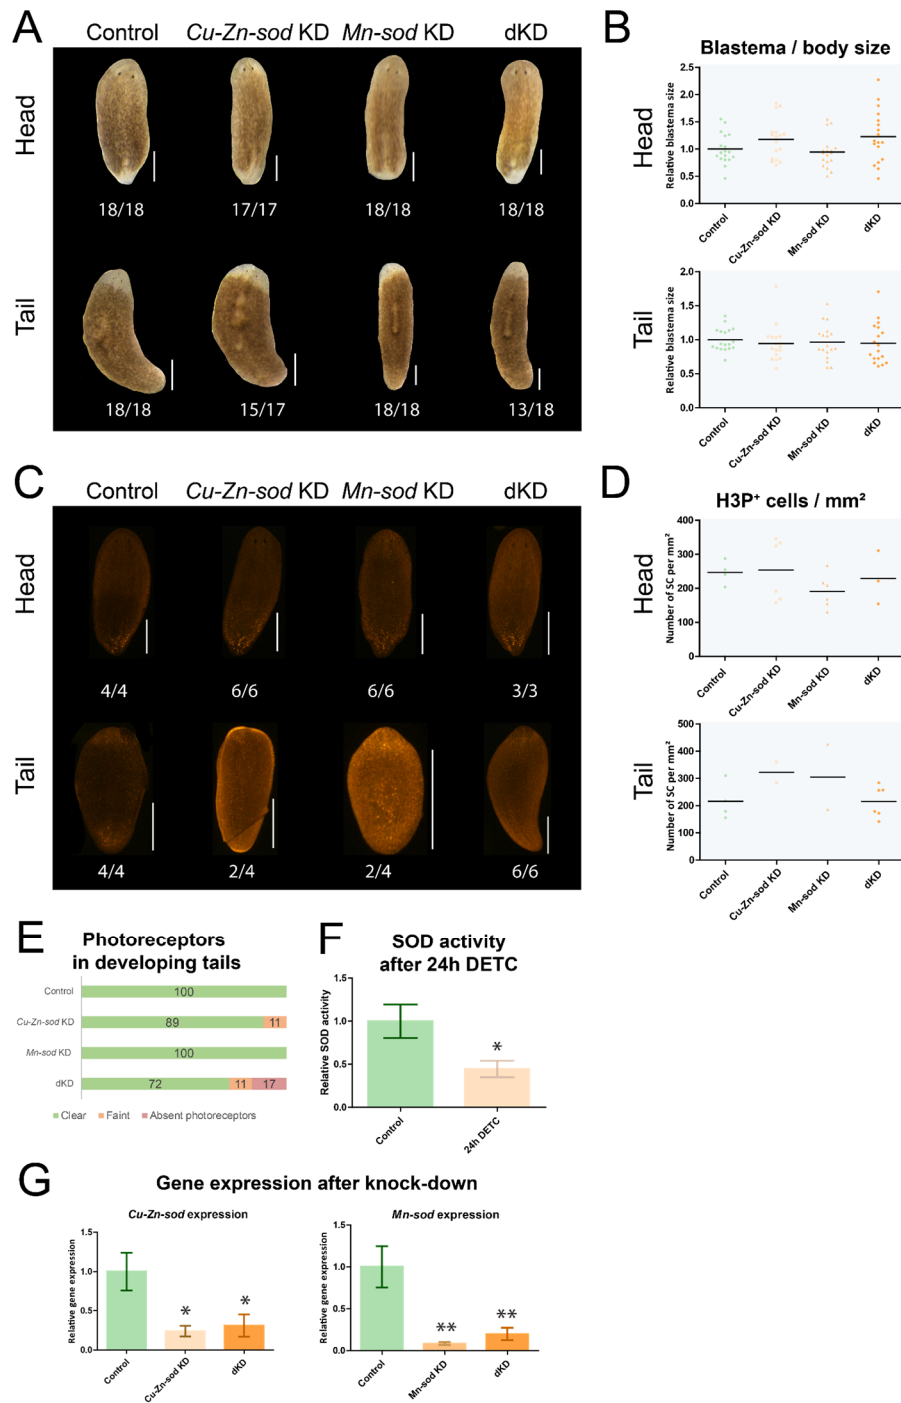 A
Control Cu-Zn-sod KD Mn-sod KD dKD
Head
18/18 17/17 18/18 18/18
Tail
18/18 15/17 18/18 13/18
B
Blastema / body size
Head
Relative blastema size
2.5
2.0
1.5
1.0
0.5
0.0
Control Cu-Zn-sod KD Mn-sod KD dKD
Tail
Relative blastema size
2.0
1.5
1.0
0.5
0.0
Control Cu-Zn-sod KD Mn-sod KD dKD
C
Control Cu-Zn-sod KD Mn-sod KD dKD
Head
4/4 6/6 6/6 3/3
Tail
4/4 2/4 2/4 6/6
D
H3P⁺ cells / mm²
Head
Number of SC per mm²
400
300
200
100
0
Control Cu-Zn-sod KD Mn-sod KD dKD
Tail
Number of SC per mm²
500
400
300
200
100
0
Control Cu-Zn-sod KD Mn-sod KD dKD
E
Photoreceptors
in developing tails
Control 100
Cu-Zn-sod KD 89 11
Mn-sod KD 100
dKD 72 11 17
Clear Faint Absent photoreceptors
F
SOD activity
after 24h DETC
Relative SOD activity
1.5
1.0
0.5
0.0
*
Control 24h DETC
G
Gene expression after knock-down
Cu-Zn-sod expression
Relative gene expression
1.5
1.0
0.5
0.0
* *
Control Cu-Zn-sod KD dKD
Mn-sod expression
Relative gene expression
1.5
1.0
0.5
0.0
** **
Control Mn-sod KD dKD